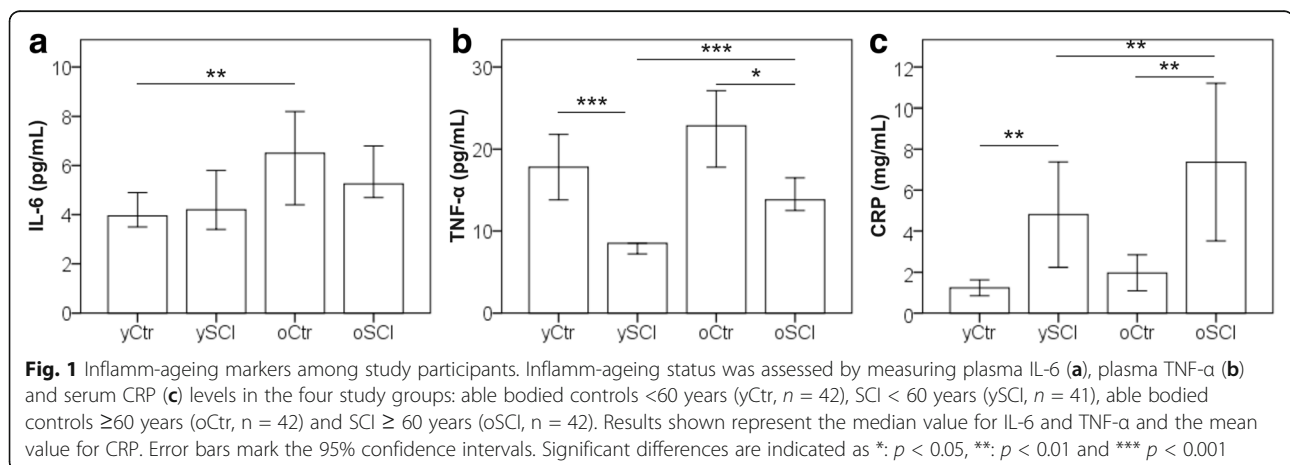 a
10
8
6
4
2
0
IL-6 (pg/mL)
**
yCtr ySCI oCtr oSCI
b
30
20
10
0
TNF-α (pg/mL)
***
*
***
yCtr ySCI oCtr oSCI
c
12
10
8
6
4
2
0
CRP (mg/mL)
**
**
**
yCtr ySCI oCtr oSCI
Fig. 1 Inflamm-ageing markers among study participants. Inflamm-ageing status was assessed by measuring plasma IL-6 (a), plasma TNF-α (b)
and serum CRP (c) levels in the four study groups: able bodied controls <60 years (yCtr, n = 42), SCI < 60 years (ySCI, n = 41), able bodied
controls ≥60 years (oCtr, n = 42) and SCI ≥ 60 years (oSCI, n = 42). Results shown represent the median value for IL-6 and TNF-α and the mean
value for CRP. Error bars mark the 95% confidence intervals. Significant differences are indicated as *: p < 0.05, **: p < 0.01 and *** p < 0.001